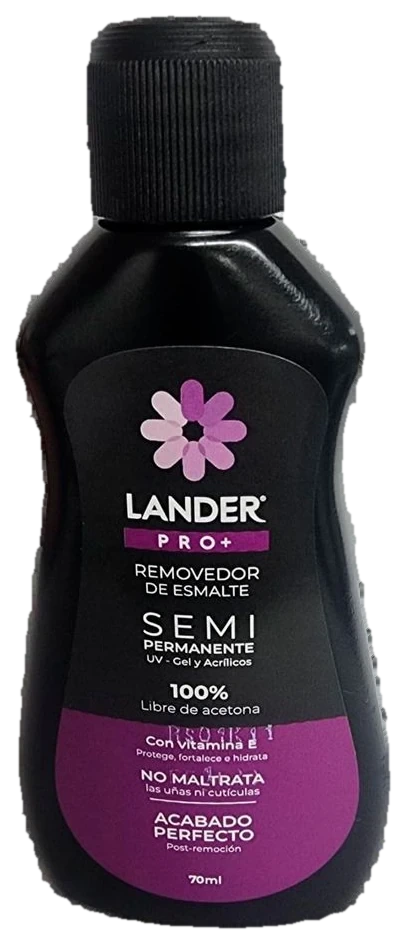 LANDER®
PRO+
REMOVEDOR
DE ESMALTE
SEMI
PERMANENTE
UV - Gel y Acrílicos
100%
Libre de acetona
Con vitamina E
Protege, fortalece e hidrata
NO MALTRATA
las uñas ni cutículas
ACABADO
PERFECTO
Post-remoción
70ml